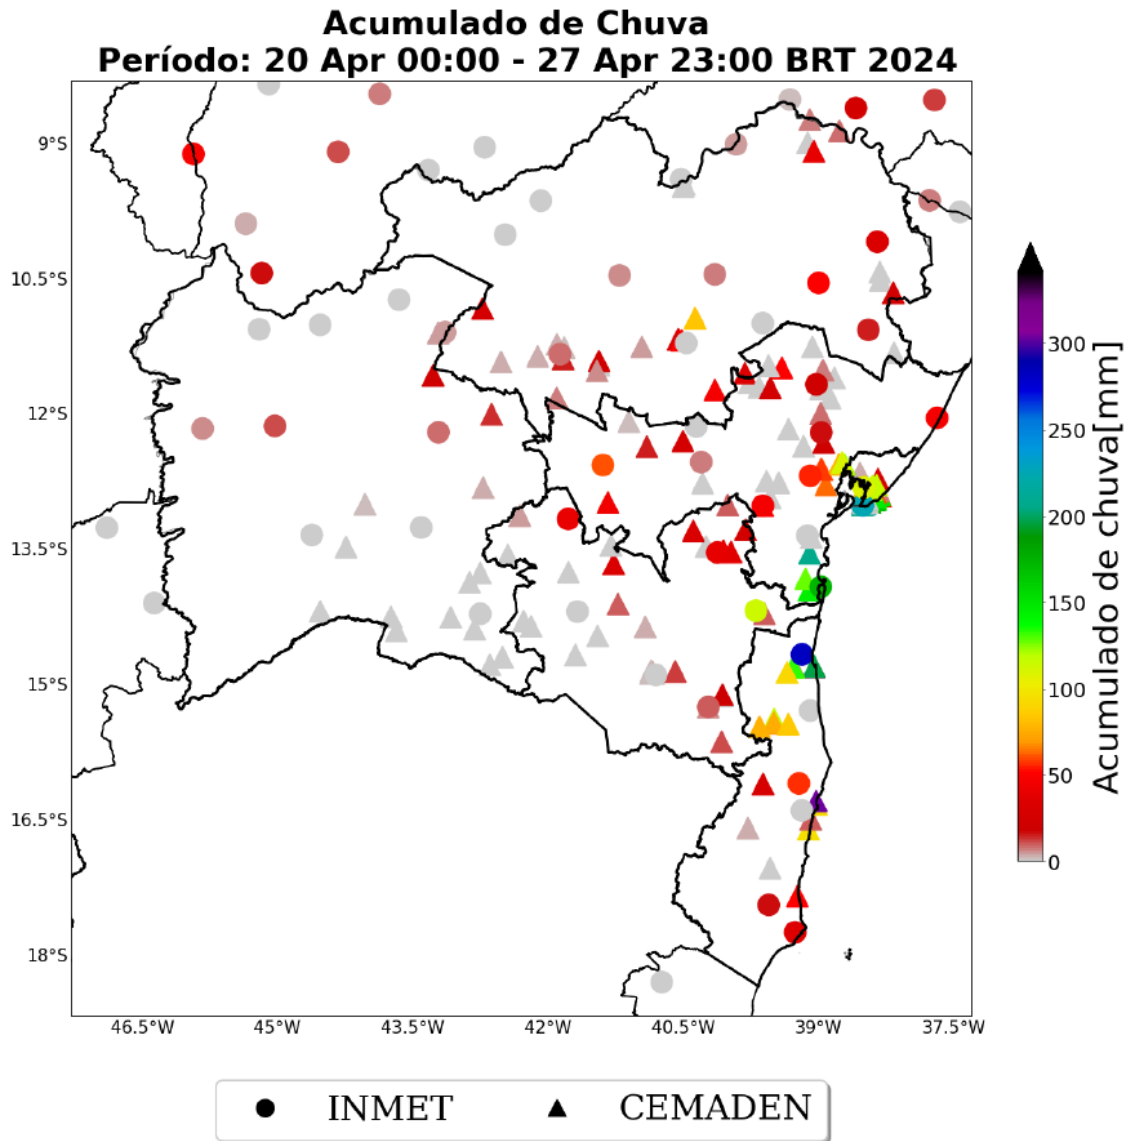 Acumulado de Chuva
Período: 20 Apr 00:00 - 27 Apr 23:00 BRT 2024
9°S
10.5°S
12°S
13.5°S
15°S
16.5°S
18°S
46.5°W
45°W
43.5°W
42°W
40.5°W
39°W
37.5°W
300
250
200
150
100
50
0
Acumulado de chuva[mm]
INMET
CEMADEN